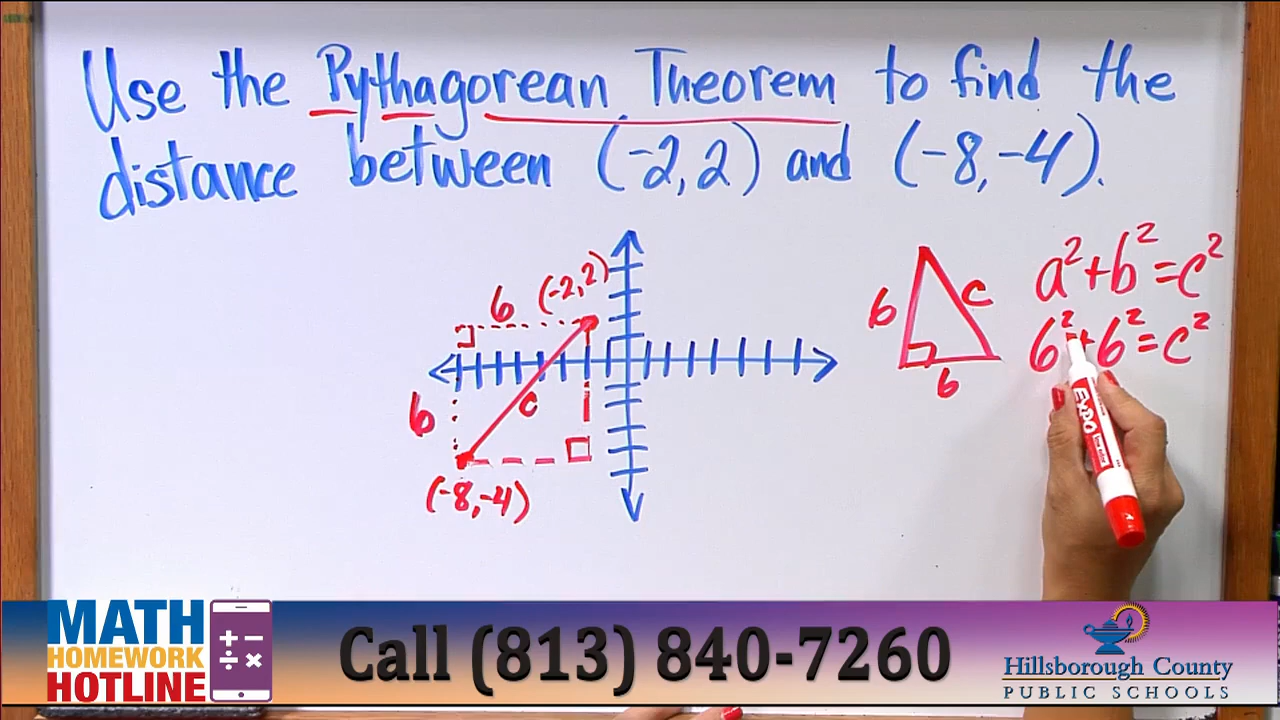 Use the Pythagorean Theorem to find the
distance between (-2,2) and (-8,-4).
6 (-2,2)
6
c
(-8,-4)
6
c
6
a²+b²=c²
6²+6²=c²
EXPO
MATH
HOMEWORK
HOTLINE
Call (813) 840-7260
Hillsborough County
PUBLIC SCHOOLS